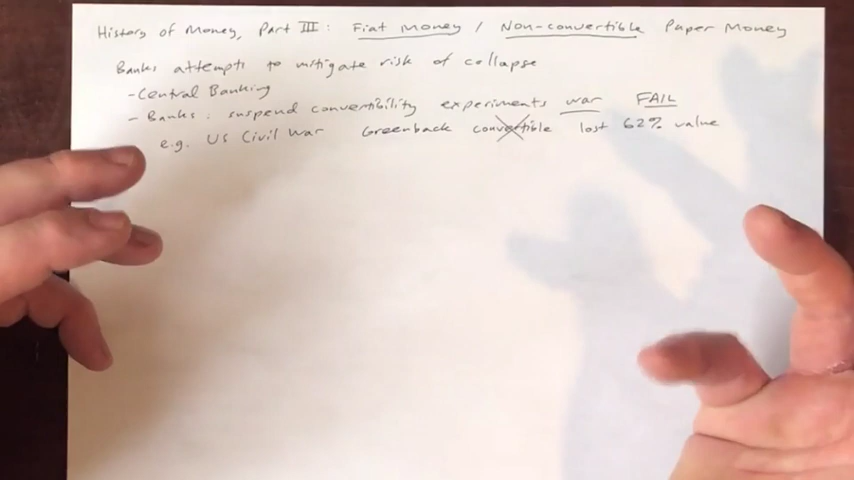 History of Money, Part III: Fiat Money / Non-convertible Paper Money
Banks attempts to mitigate risk of collapse
- Central Banking
- Banks: suspend convertibility experiments war FAIL
e.g. US Civil War Greenback convertible lost 62% value